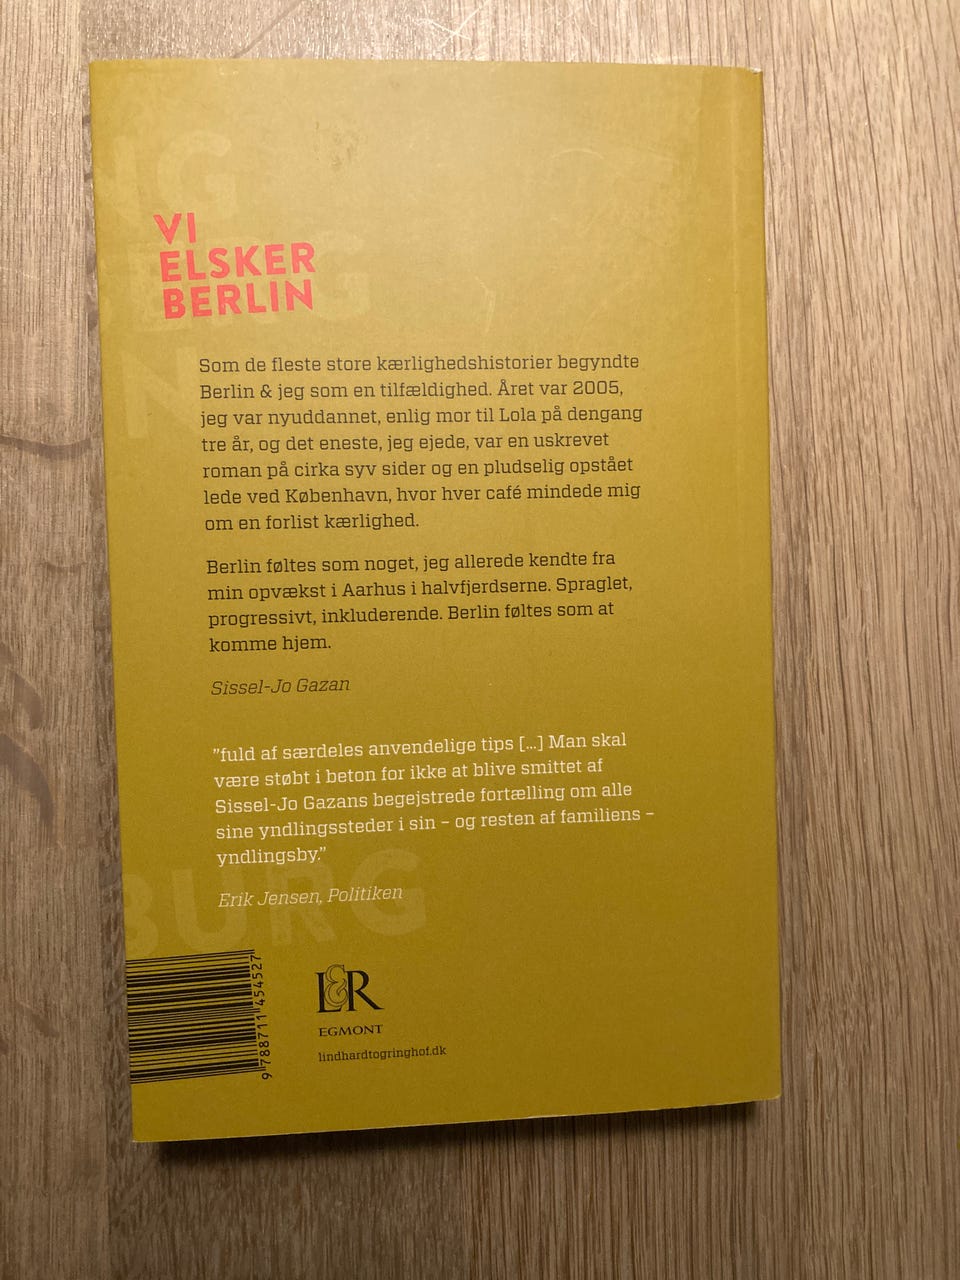 VI
ELSKER
BERLIN
Som de fleste store kærlighedshistorier begyndte
Berlin & jeg som en tilfældighed. Året var 2005,
jeg var nyuddannet, enlig mor til Lola på dengang
tre år, og det eneste, jeg ejede, var en uskrevet
roman på cirka syv sider og en pludselig opstået
lede ved København, hvor hver café mindede mig
om en forlist kærlighed.
Berlin føltes som noget, jeg allerede kendte fra
min opvækst i Aarhus i halvfjerdserne. Spraglet,
progressivt, inkluderende. Berlin føltes som at
komme hjem.
Sissel-Jo Gazan
”fuld af særdeles anvendelige tips [...] Man skal
være støbt i beton for ikke at blive smittet af
Sissel-Jo Gazans begejstrede fortælling om alle
sine yndlingssteder i sin – og resten af familiens –
yndlingsby.”
Erik Jensen, Politiken
BURG
9 788711 454527
L&R
EGMONT
lindhardtogringhof.dk